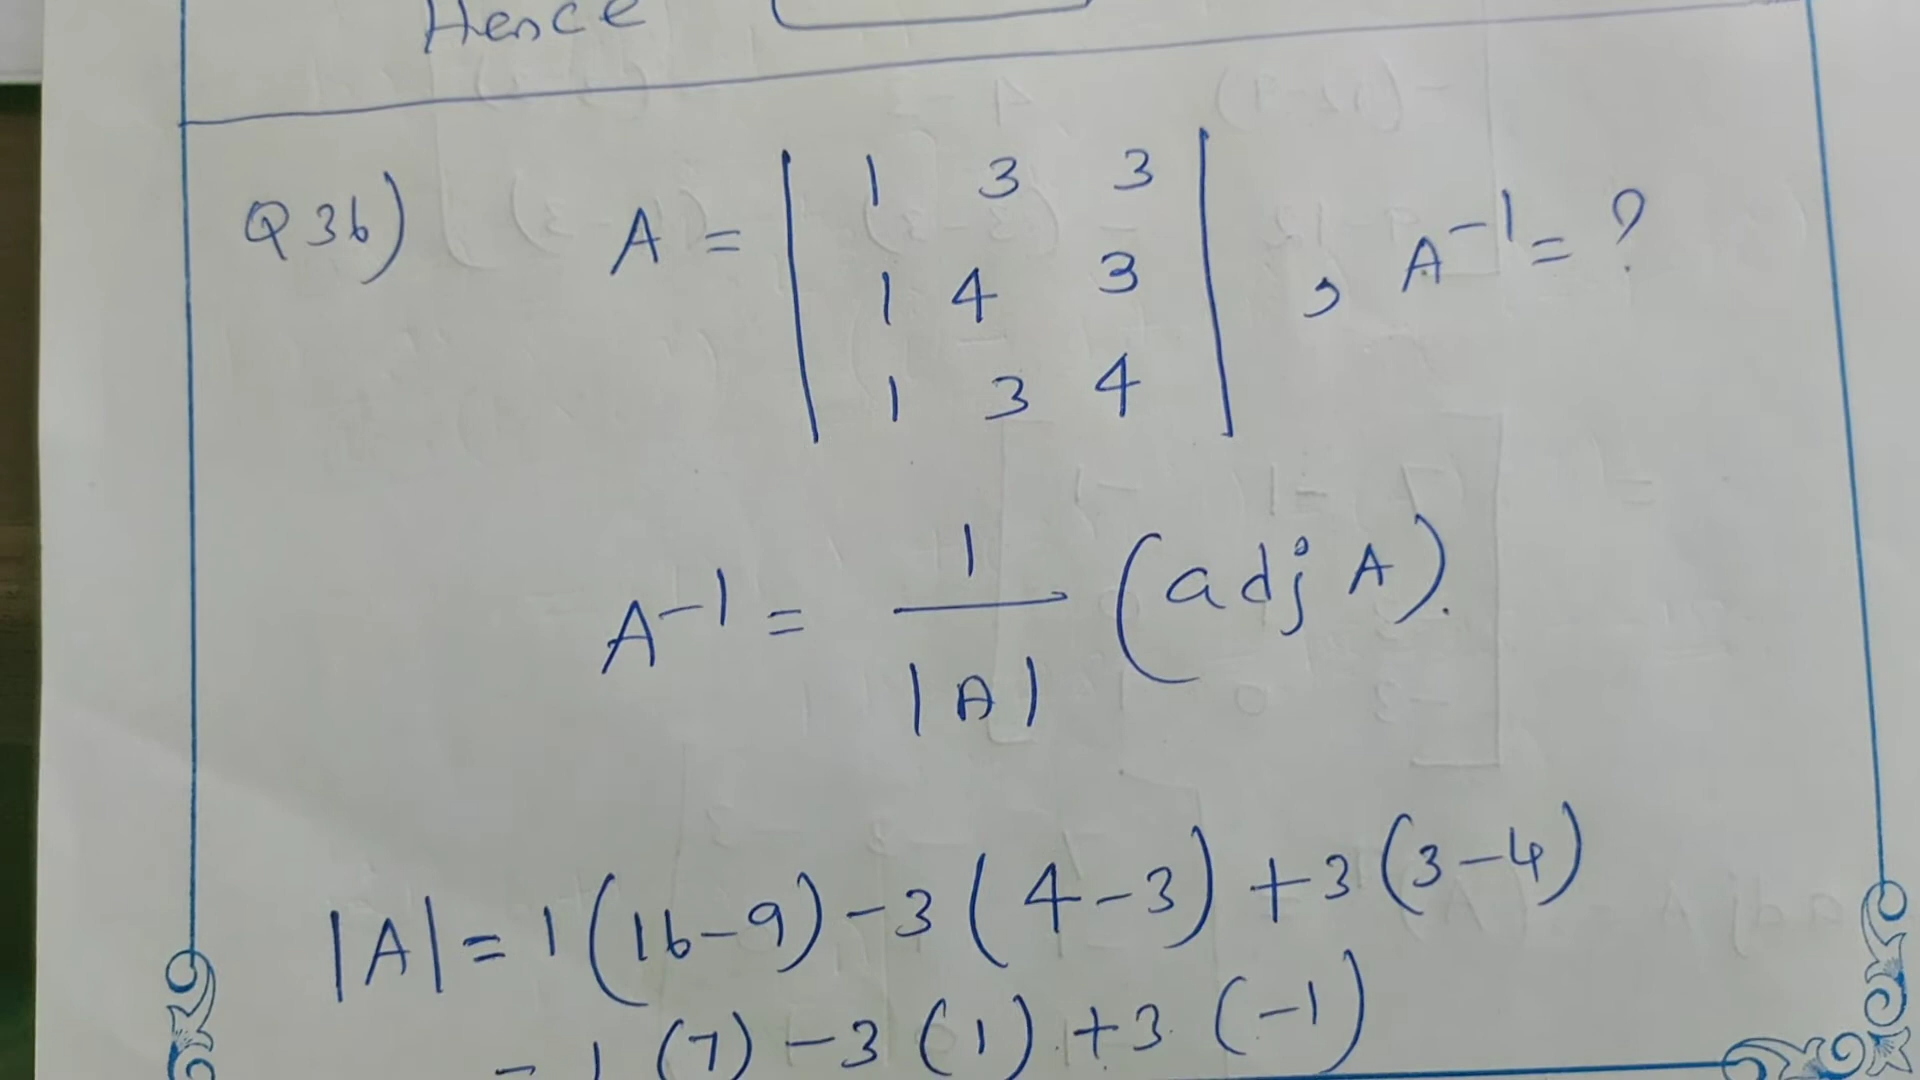 Hence
Q 3b) A = | 1 3 3 | , A⁻¹ = ?
| 1 4 3 |
| 1 3 4 |
A⁻¹ = 1/|A| (adj A).
|A| = 1(16-9) -3(4-3) +3(3-4)
= 1(7) -3(1) +3(-1)